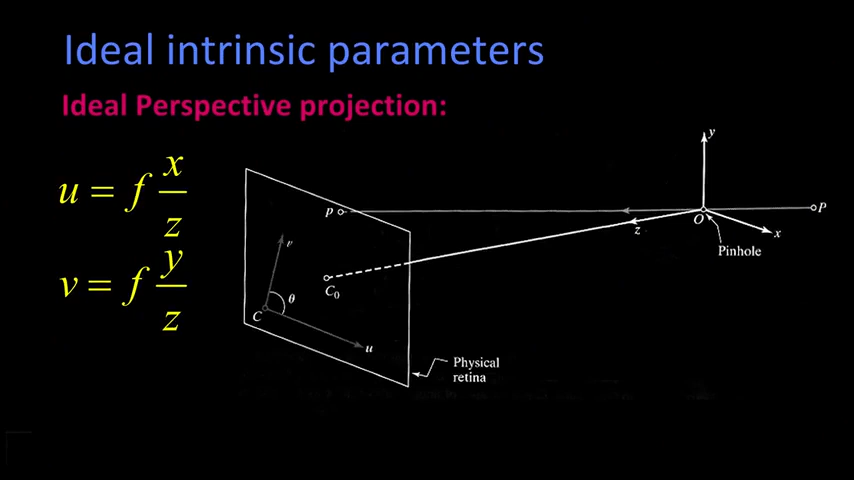 Ideal intrinsic parameters
Ideal Perspective projection:
u = f x/z
v = f y/z
y
P
O
x
z
Pinhole
p
v
C₀
θ
C
u
Physical
retina